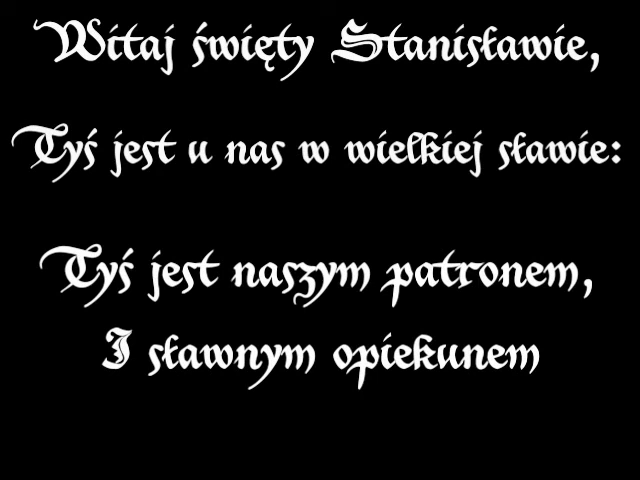 Witaj święty Stanisławie,
Tyś jest u nas w wielkiej sławie:
Tyś jest naszym patronem,
I sławnym opiekunem